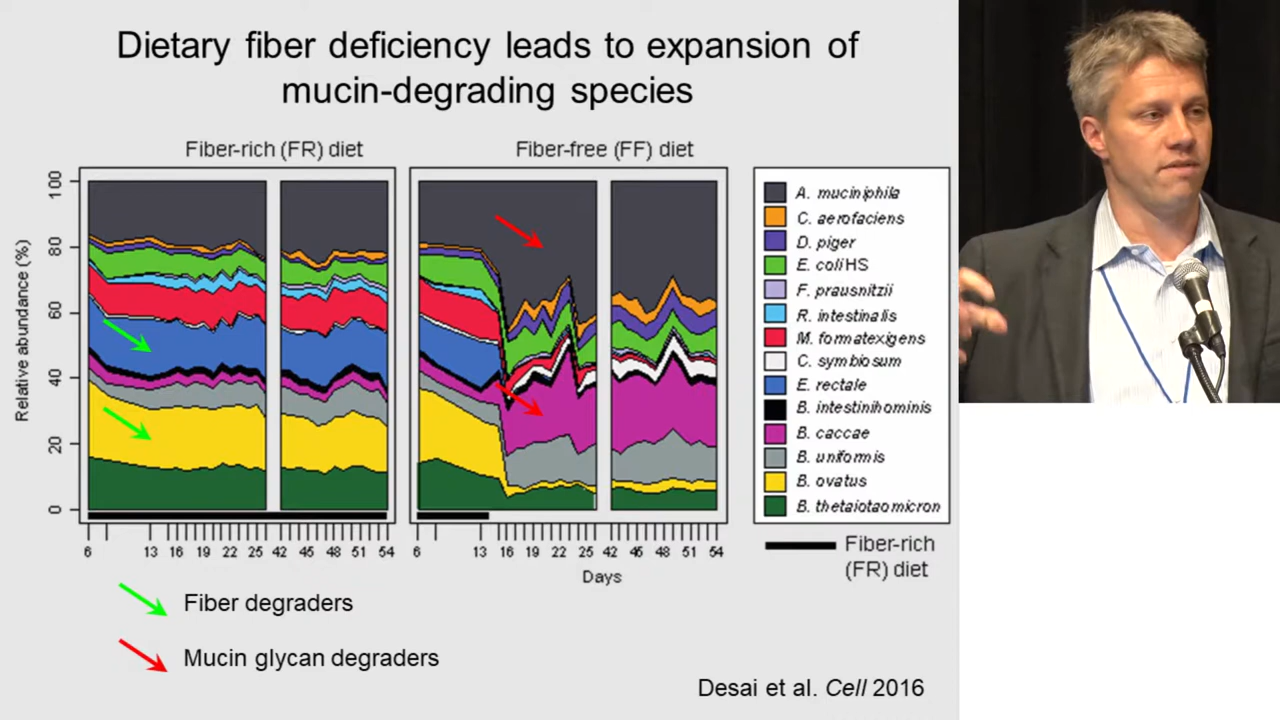 Dietary fiber deficiency leads to expansion of
mucin-degrading species
Fiber-rich (FR) diet
Fiber-free (FF) diet
Relative abundance (%)
100
80
60
40
20
0
6 13 16 19 22 25 42 45 48 51 54
6 13 16 19 22 25 42 45 48 51 54
Days
A. muciniphila
C. aerofaciens
D. piger
E. coli HS
F. prausnitzii
R. intestinalis
M. formatexigens
C. symbiosum
E. rectale
B. intestinihominis
B. caccae
B. uniformis
B. ovatus
B. thetaiotaomicron
Fiber-rich
(FR) diet
Fiber degraders
Mucin glycan degraders
Desai et al. Cell 2016